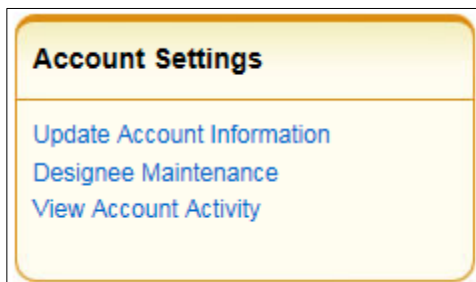 Account Settings
Update Account Information
Designee Maintenance
View Account Activity